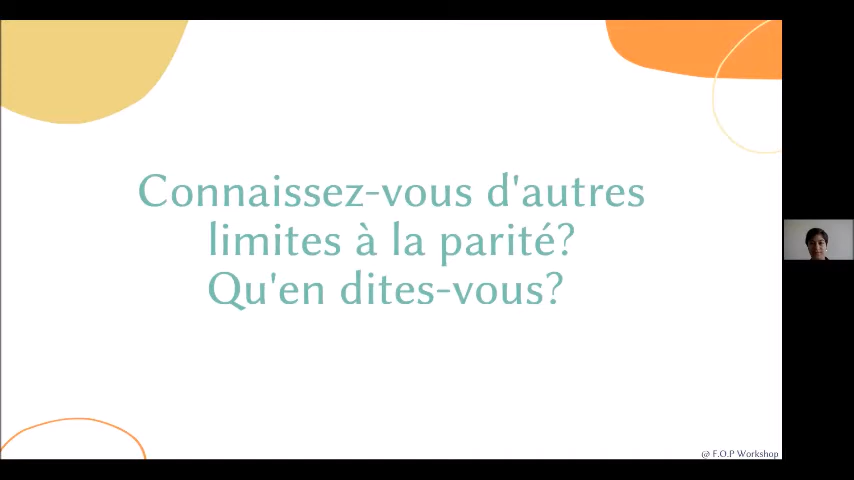 Connaissez-vous d'autres
limites à la parité?
Qu'en dites-vous?
@ F.O.P Workshop